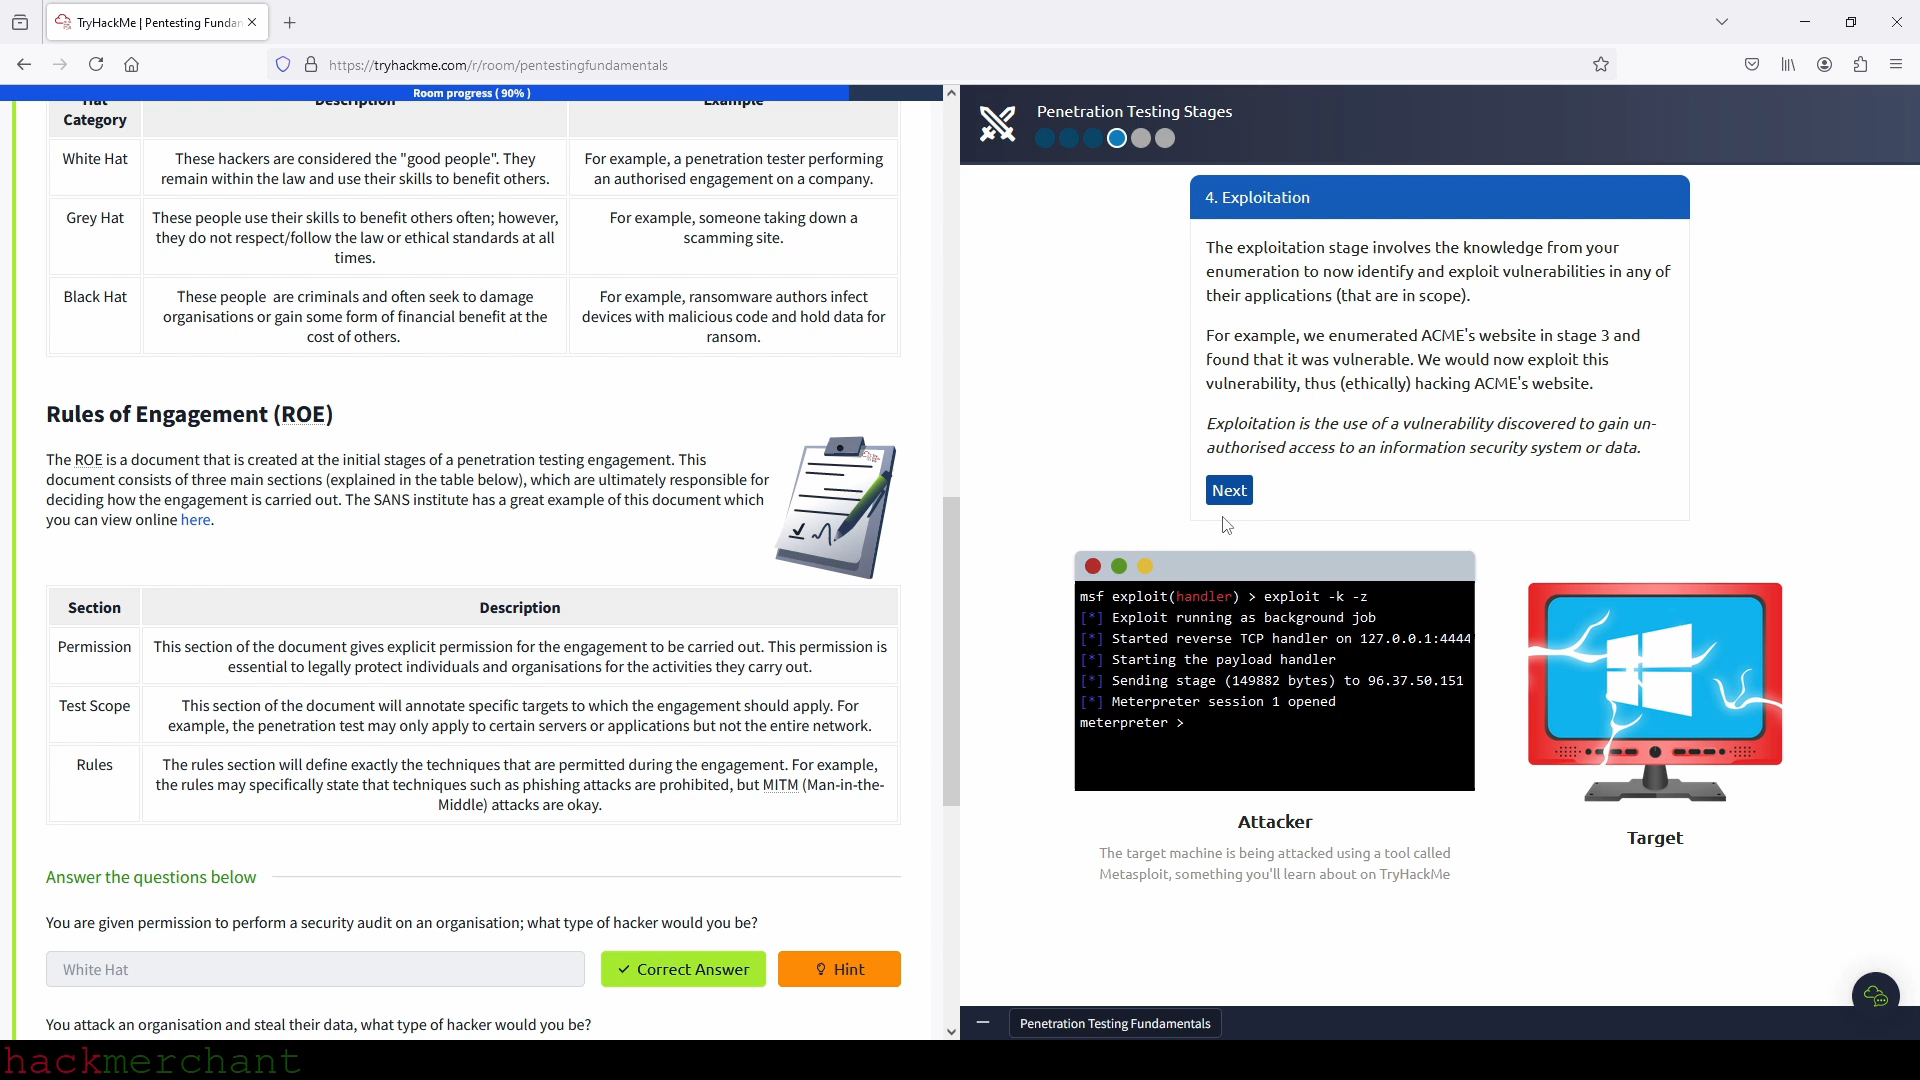 TryHackMe | Pentesting Fundam
https://tryhackme.com/r/room/pentestingfundamentals
Room progress ( 90% )
Hat
Category
Description
Example
White Hat
These hackers are considered the "good people". They
remain within the law and use their skills to benefit others.
For example, a penetration tester performing
an authorised engagement on a company.
Grey Hat
These people use their skills to benefit others often; however,
they do not respect/follow the law or ethical standards at all
times.
For example, someone taking down a
scamming site.
Black Hat
These people are criminals and often seek to damage
organisations or gain some form of financial benefit at the
cost of others.
For example, ransomware authors infect
devices with malicious code and hold data for
ransom.
Rules of Engagement (ROE)
The ROE is a document that is created at the initial stages of a penetration testing engagement. This
document consists of three main sections (explained in the table below), which are ultimately responsible for
deciding how the engagement is carried out. The SANS institute has a great example of this document which
you can view online here.
Section
Description
Permission
This section of the document gives explicit permission for the engagement to be carried out. This permission is
essential to legally protect individuals and organisations for the activities they carry out.
Test Scope
This section of the document will annotate specific targets to which the engagement should apply. For
example, the penetration test may only apply to certain servers or applications but not the entire network.
Rules
The rules section will define exactly the techniques that are permitted during the engagement. For example,
the rules may specifically state that techniques such as phishing attacks are prohibited, but MITM (Man-in-the-
Middle) attacks are okay.
Answer the questions below
You are given permission to perform a security audit on an organisation; what type of hacker would you be?
White Hat
Correct Answer
Hint
You attack an organisation and steal their data, what type of hacker would you be?
Penetration Testing Stages
4. Exploitation
The exploitation stage involves the knowledge from your
enumeration to now identify and exploit vulnerabilities in any of
their applications (that are in scope).
For example, we enumerated ACME's website in stage 3 and
found that it was vulnerable. We would now exploit this
vulnerability, thus (ethically) hacking ACME's website.
Exploitation is the use of a vulnerability discovered to gain un-
authorised access to an information security system or data.
Next
msf exploit(handler) > exploit -k -z
[*] Exploit running as background job
[*] Started reverse TCP handler on 127.0.0.1:4444
[*] Starting the payload handler
[*] Sending stage (149882 bytes) to 96.37.50.151
[*] Meterpreter session 1 opened
meterpreter >
Attacker
The target machine is being attacked using a tool called
Metasploit, something you'll learn about on TryHackMe
Target
Penetration Testing Fundamentals
hackmerchant